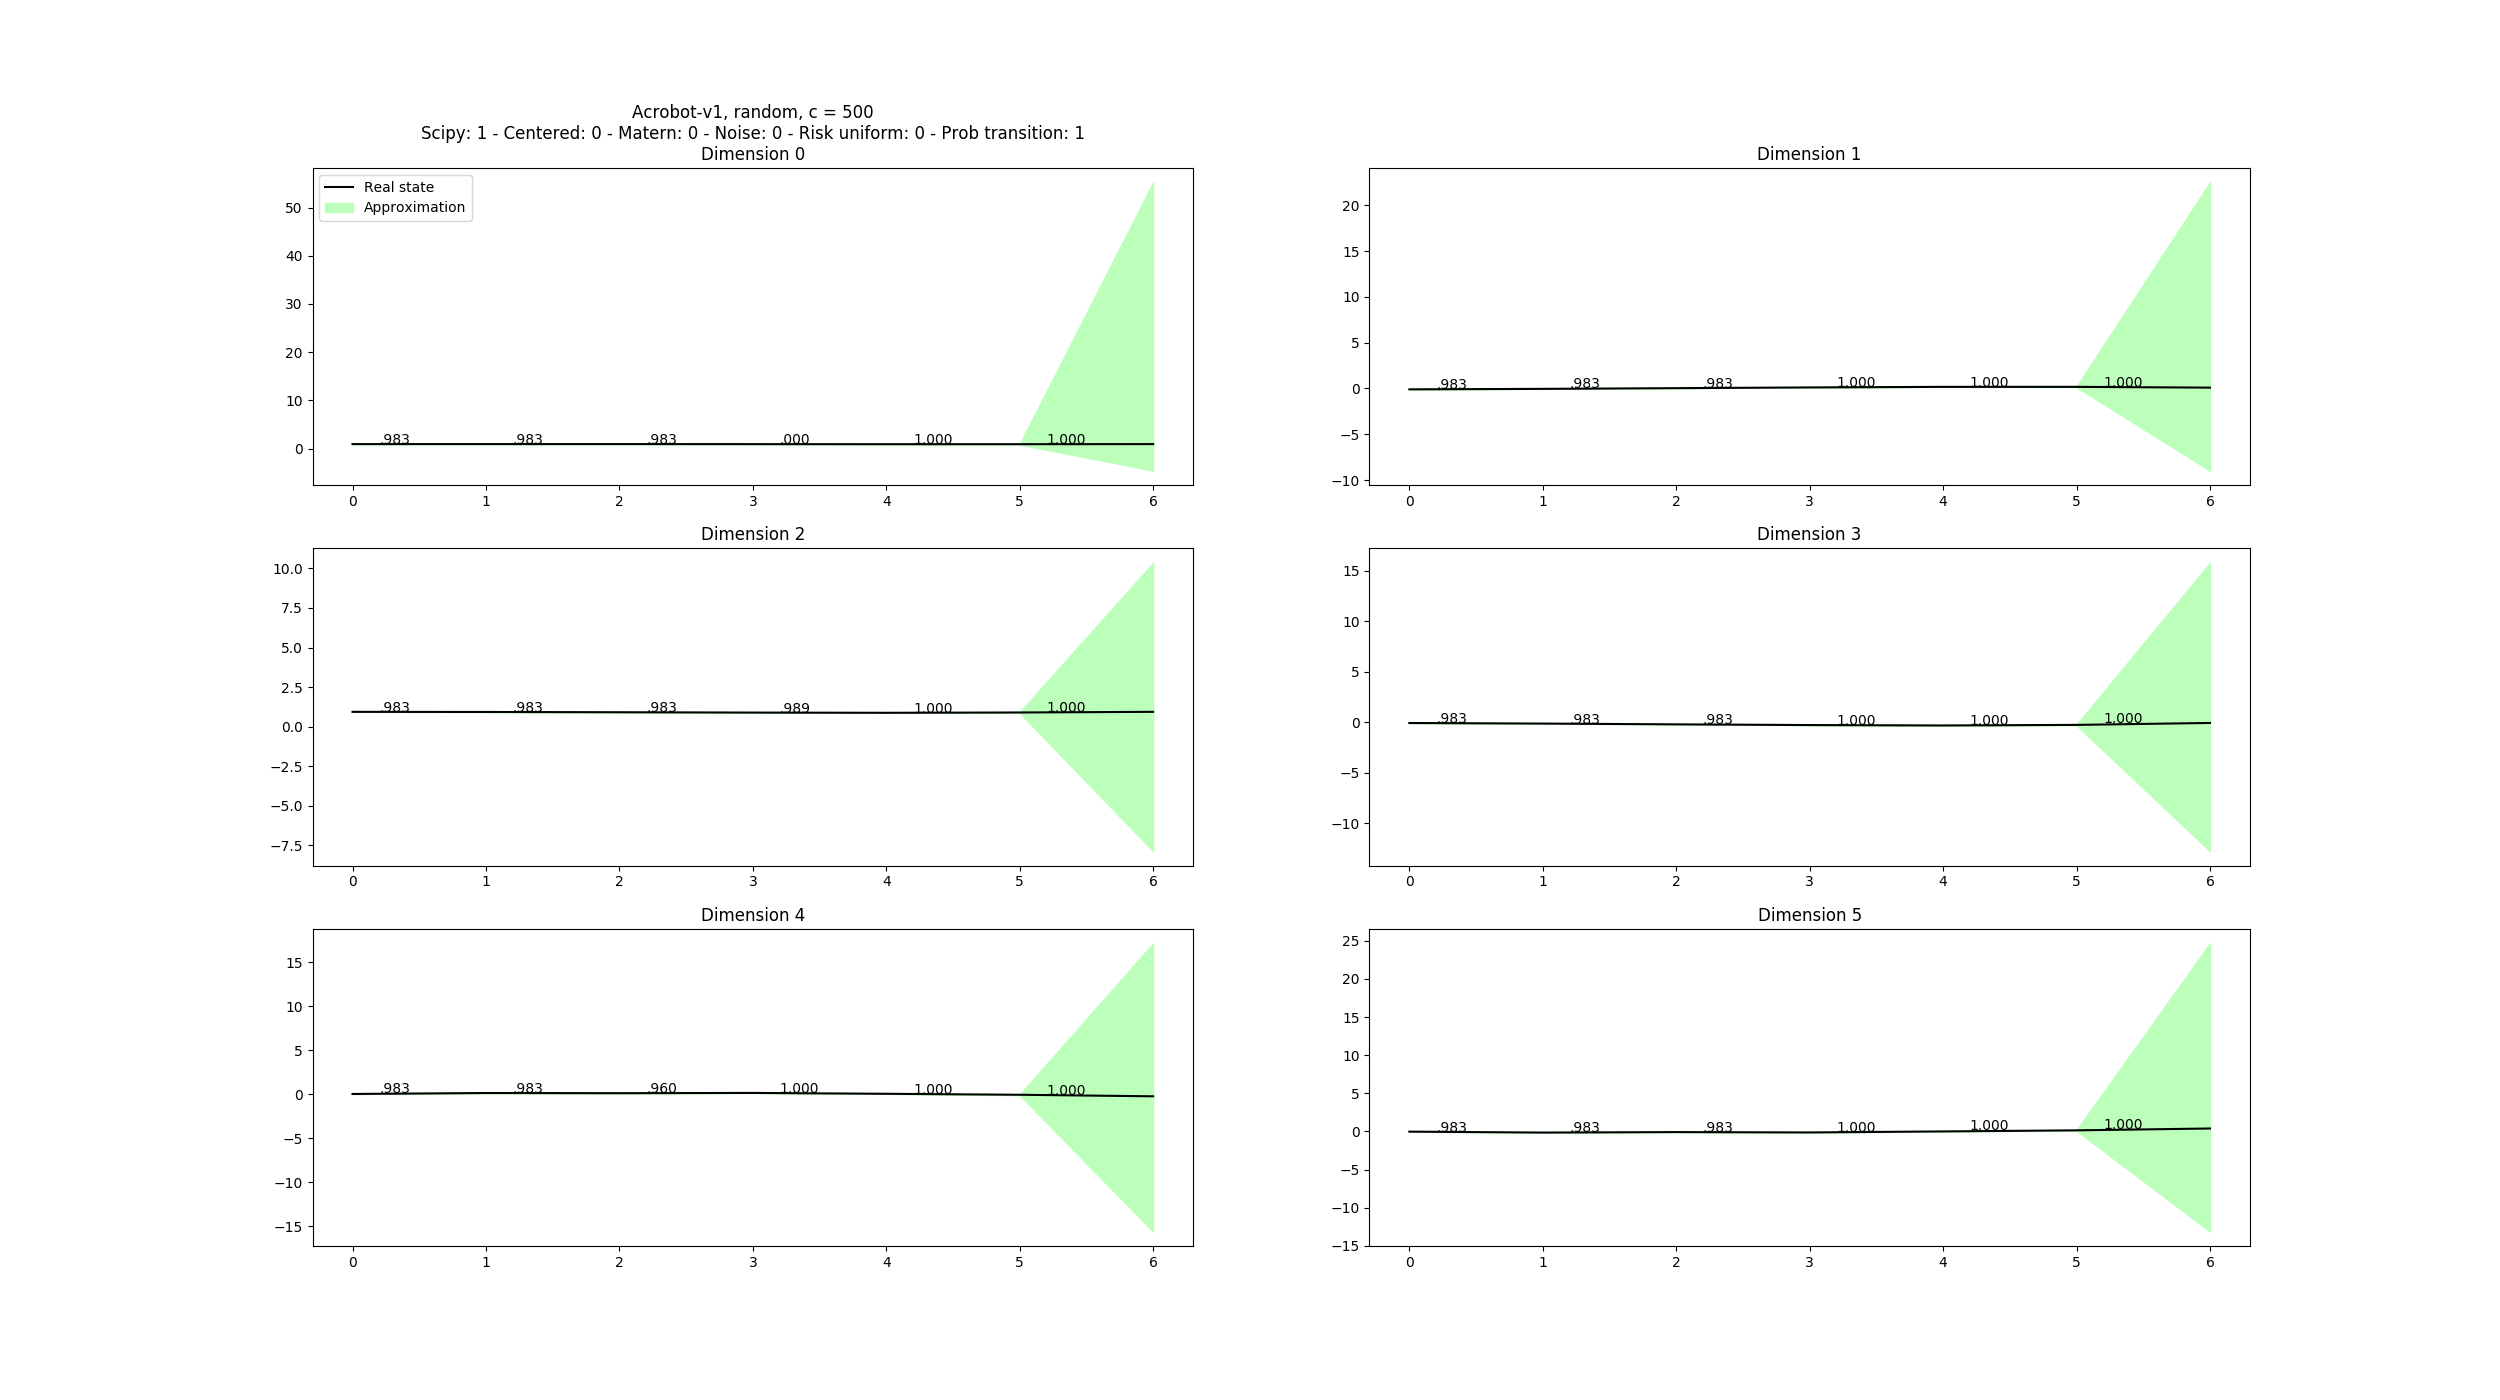 Acrobot-v1, random, c = 500
Scipy: 1 - Centered: 0 - Matern: 0 - Noise: 0 - Risk uniform: 0 - Prob transition: 1
Dimension 0
Real state
Approximation
50
40
30
20
10
0
.983 .983 .983 .000 1.000 1.000
0 1 2 3 4 5 6
Dimension 1
20
15
10
5
0
−5
−10
.983 .983 .983 1.000 1.000 1.000
0 1 2 3 4 5 6
Dimension 2
10.0
7.5
5.0
2.5
0.0
−2.5
−5.0
−7.5
.983 .983 .983 .989 1.000 1.000
0 1 2 3 4 5 6
Dimension 3
15
10
5
0
−5
−10
.983 .983 .983 1.000 1.000 1.000
0 1 2 3 4 5 6
Dimension 4
15
10
5
0
−5
−10
−15
.983 .983 .960 1.000 1.000 1.000
0 1 2 3 4 5 6
Dimension 5
25
20
15
10
5
0
−5
−10
−15
.983 .983 .983 1.000 1.000 1.000
0 1 2 3 4 5 6